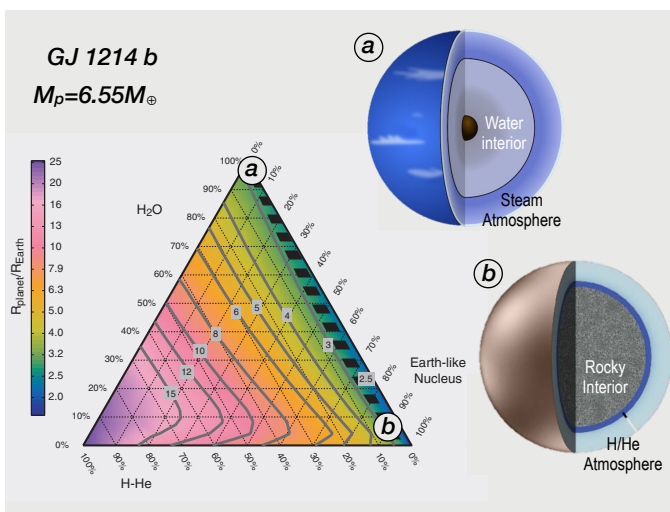 GJ 1214 b
Mp=6.55M⊕
a
Water
interior
Steam
Atmosphere
b
Rocky
Interior
H/He
Atmosphere
Rplanet/REarth
25
20
16
13
10
7.9
6.3
5.0
4.0
3.2
2.5
2.0
H2O
100%
90%
80%
70%
60%
50%
40%
30%
20%
10%
0%
0%
10%
20%
30%
40%
50%
60%
70%
80%
90%
100%
Earth-like
Nucleus
100%
90%
80%
70%
60%
50%
40%
30%
20%
10%
0%
H-He
a
b
6
5
4
8
3
10
12
2.5
15